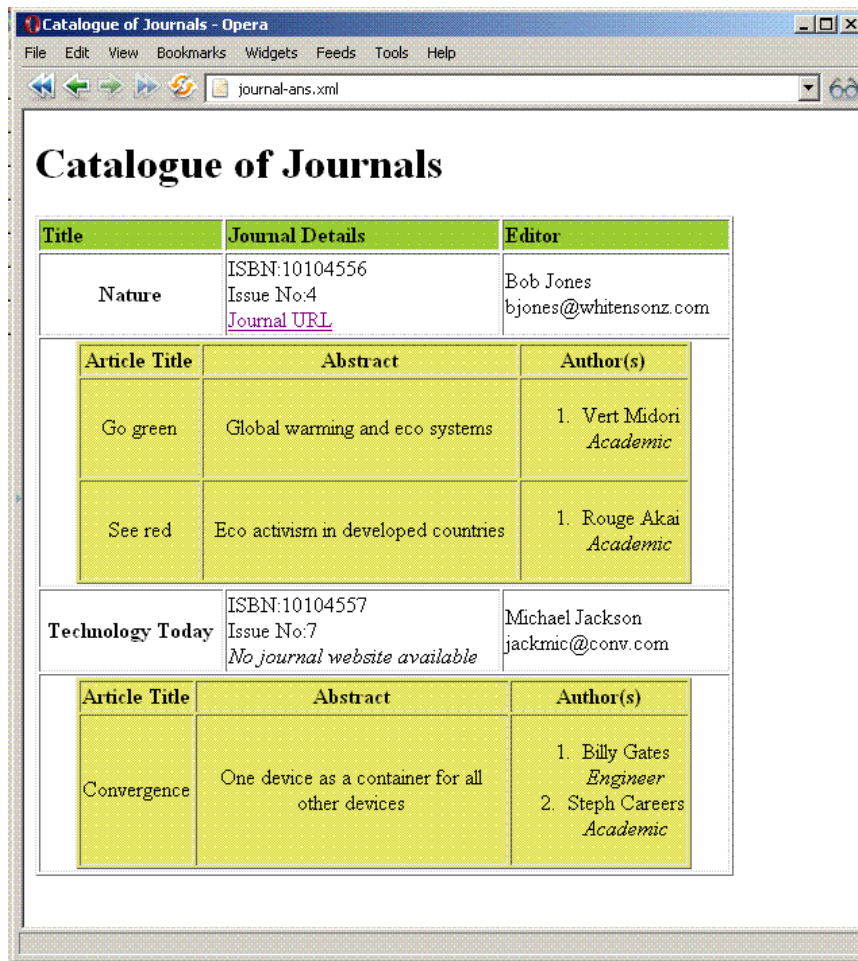 Catalogue of Journals - Opera
File Edit View Bookmarks Widgets Feeds Tools Help
journal-ans.xml
Catalogue of Journals
Title Journal Details Editor
Nature
ISBN:10104556
Issue No:4
Journal URL
Bob Jones
bjones@whitensonz.com
Article Title Abstract Author(s)
Go green
Global warming and eco systems
1. Vert Midori
Academic
See red
Eco activism in developed countries
1. Rouge Akai
Academic
Technology Today
ISBN:10104557
Issue No:7
No journal website available
Michael Jackson
jackmic@conv.com
Article Title Abstract Author(s)
Convergence
One device as a container for all
other devices
1. Billy Gates
Engineer
2. Steph Careers
Academic